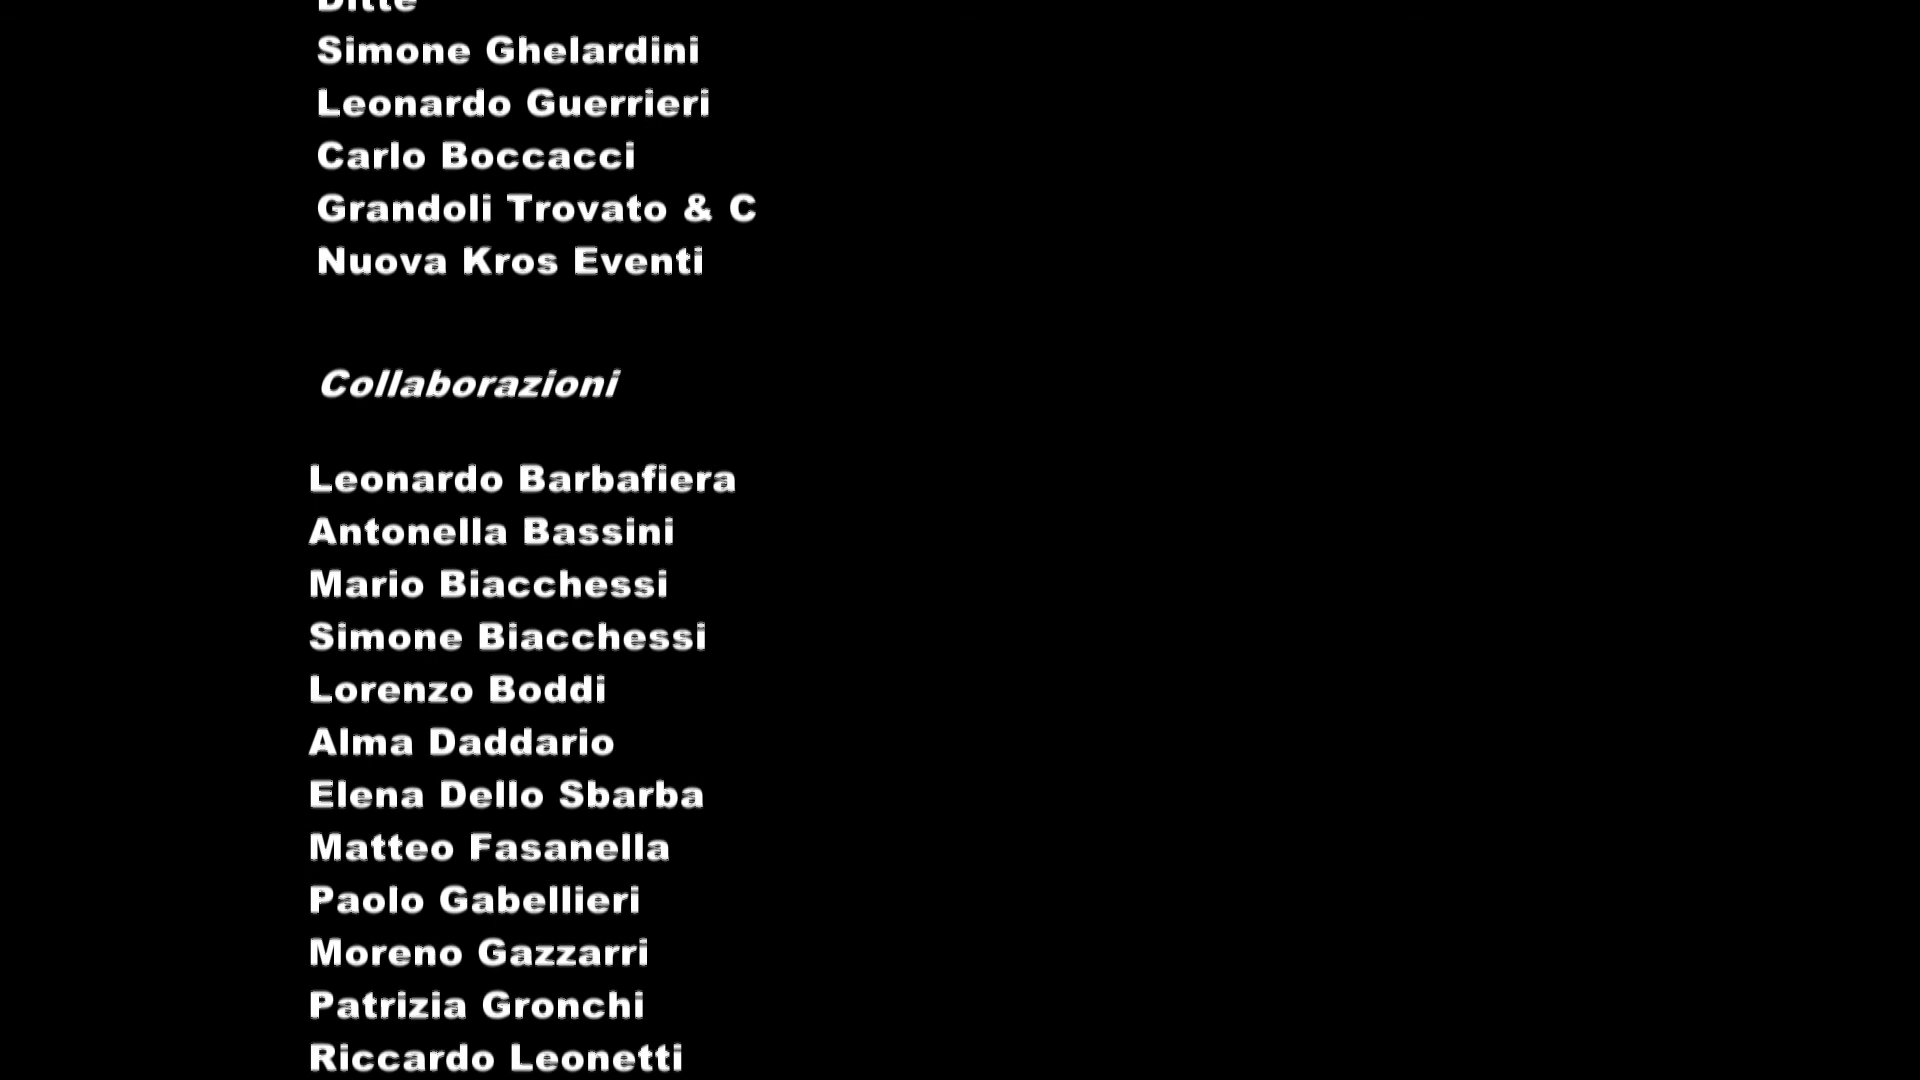 Ditte
Simone Ghelardini
Leonardo Guerrieri
Carlo Boccacci
Grandoli Trovato & C
Nuova Kros Eventi
Collaborazioni
Leonardo Barbafiera
Antonella Bassini
Mario Biacchessi
Simone Biacchessi
Lorenzo Boddi
Alma Daddario
Elena Dello Sbarba
Matteo Fasanella
Paolo Gabellieri
Moreno Gazzarri
Patrizia Gronchi
Riccardo Leonetti